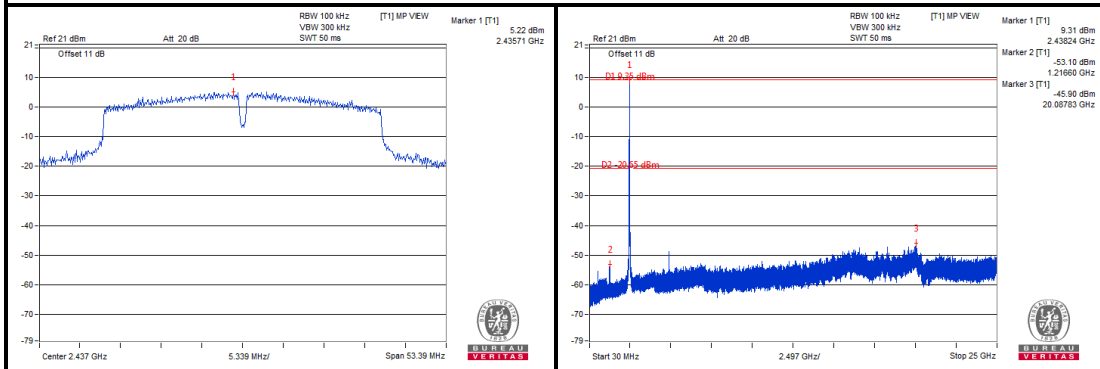 RBW 100 kHz [T1] MP VIEW
VBW 300 kHz
SWT 50 ms
Ref 21 dBm Att 20 dB
Marker 1 [T1]
5.22 dBm
2.43571 GHz
Offset 11 dB
21
10
0
-10
-20
-30
-40
-50
-60
-70
-79
1
Center 2.437 GHz 5.339 MHz/ Span 53.39 MHz
BUREAU VERITAS
1828
BUREAU
VERITAS
RBW 100 kHz [T1] MP VIEW
VBW 300 kHz
SWT 50 ms
Ref 21 dBm Att 20 dB
Marker 1 [T1]
9.31 dBm
2.43824 GHz
Marker 2 [T1]
-53.10 dBm
1.21660 GHz
Marker 3 [T1]
-45.90 dBm
20.08783 GHz
Offset 11 dB
21
10
0
-10
-20
-30
-40
-50
-60
-70
-79
1
D1 9.35 dBm
D2 -20.65 dBm
2
3
Start 30 MHz 2.497 GHz/ Stop 25 GHz
BUREAU VERITAS
1828
BUREAU
VERITAS